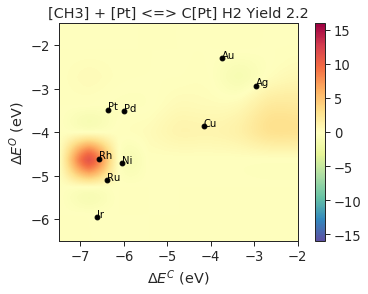 [CH3] + [Pt] <=> C[Pt] H2 Yield 2.2
Au
Ag
Pt
Pd
Cu
Rh
Ni
Ru
Ir
−2
−3
−4
−5
−6
ΔE^O (eV)
−7
−6
−5
−4
−3
−2
ΔE^C (eV)
15
10
5
0
−5
−10
−15